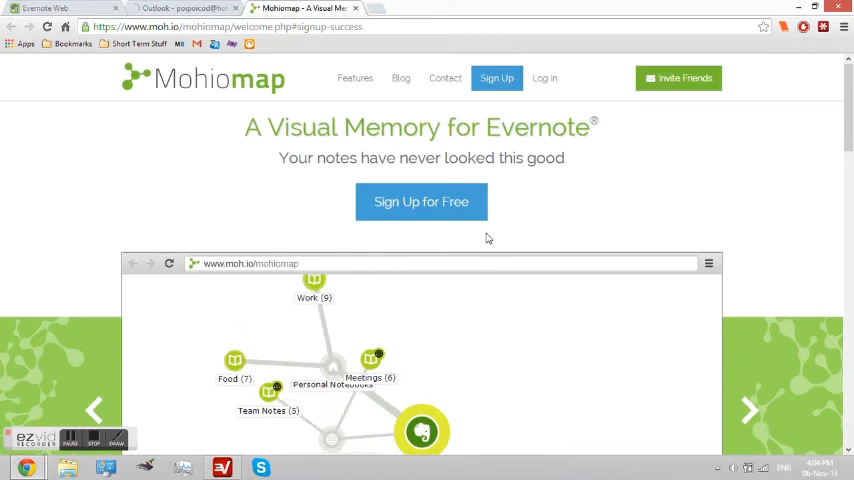 Evernote Web
Outlook - poipoicod@hot
Mohiomap - A Visual Mem
https://www.moh.io/mohiomap/welcome.php#signup-success
Apps Bookmarks Short Term Stuff
Mohiomap Features Blog Contact Sign Up Log In Invite Friends
A Visual Memory for Evernote®
Your notes have never looked this good
Sign Up for Free
www.moh.io/mohiomap
Work (9)
Food (7)
Meetings (6)
Personal Notebooks
Team Notes (5)
ezvid
RECORDER
PAUSE STOP DRAW
ENG
4:04 PM
06-Nov-13